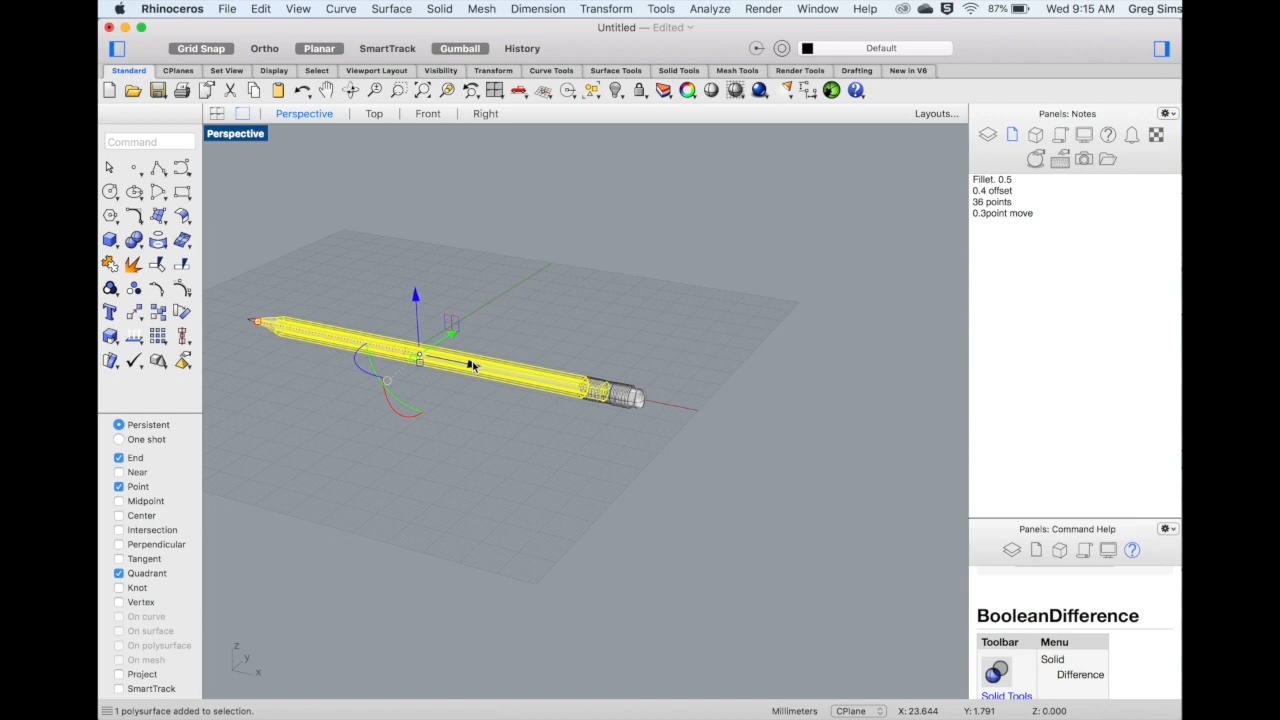 Rhinoceros File Edit View Curve Surface Solid Mesh Dimension Transform Tools Analyze Render Window Help 87% Wed 9:15 AM Greg Sims
Untitled — Edited
Grid Snap Ortho Planar SmartTrack Gumball History Default
Standard CPlanes Set View Display Select Viewport Layout Visibility Transform Curve Tools Surface Tools Solid Tools Mesh Tools Render Tools Drafting New in V6
Perspective Top Front Right Layouts...
Panels: Notes
Perspective
Command
Fillet. 0.5
0.4 offset
36 points
0.3point move
Persistent
One shot
End
Near
Point
Midpoint
Center
Intersection
Perpendicular
Tangent
Quadrant
Knot
Vertex
On curve
On surface
On polysurface
On mesh
Project
SmartTrack
z
y
x
Panels: Command Help
BooleanDifference
Toolbar Menu
Solid
Difference
Solid Tools
1 polysurface added to selection. Millimeters CPlane X: 23.644 Y: 1.791 Z: 0.000